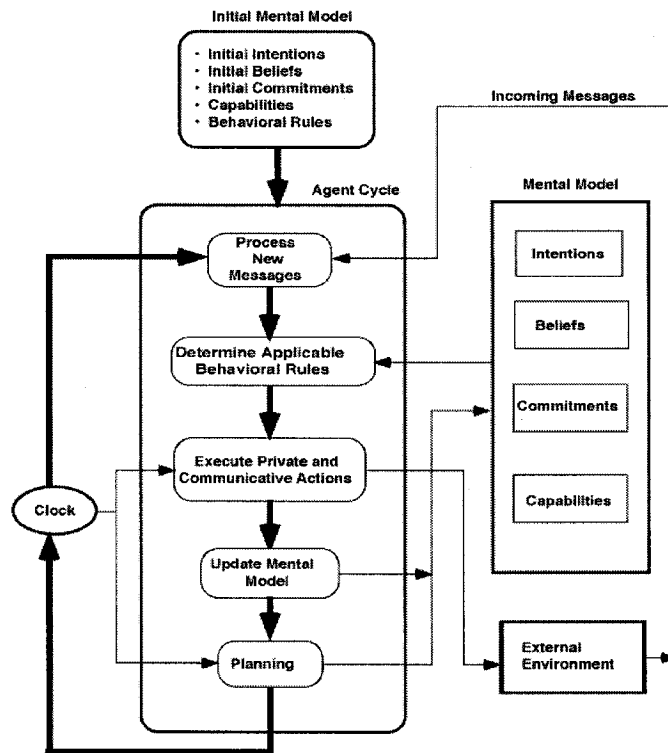 Initial Mental Model
• Initial Intentions
• Initial Beliefs
• Initial Commitments
• Capabilities
• Behavioral Rules
Incoming Messages
Agent Cycle
Mental Model
Process
New
Messages
Intentions
Beliefs
Determine Applicable
Behavioral Rules
Commitments
Execute Private and
Communicative Actions
Capabilities
Clock
Update Mental
Model
Planning
External
Environment